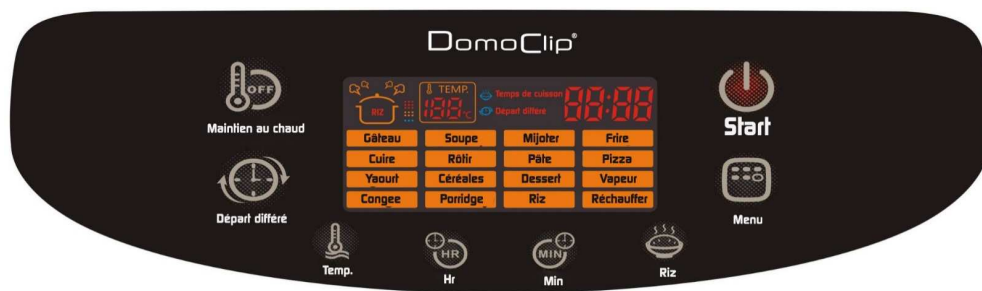 DomoClip®
OFF
Maintien au chaud
Départ différé
RIZ
TEMP.
188°C
Temps de cuisson
Départ différé
88:88
Gâteau Soupe Mijoter Frire
Cuire Rôtir Pâte Pizza
Yaourt Céréales Dessert Vapeur
Congee Porridge Riz Réchauffer
Start
Menu
Temp.
HR
Hr
MIN
Min
Riz